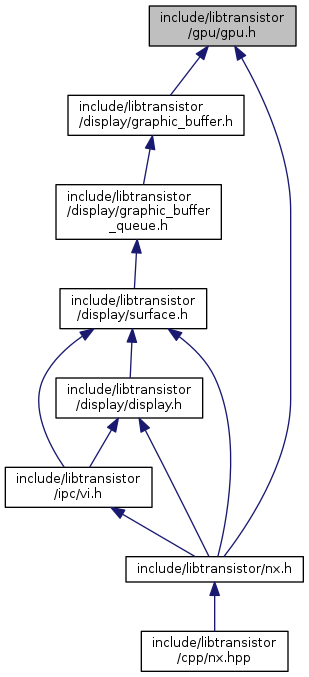 include/libtransistor
/gpu/gpu.h
include/libtransistor
/display/graphic_buffer.h
include/libtransistor
/display/graphic_buffer
_queue.h
include/libtransistor
/display/surface.h
include/libtransistor
/display/display.h
include/libtransistor
/ipc/vi.h
include/libtransistor/nx.h
include/libtransistor
/cpp/nx.hpp